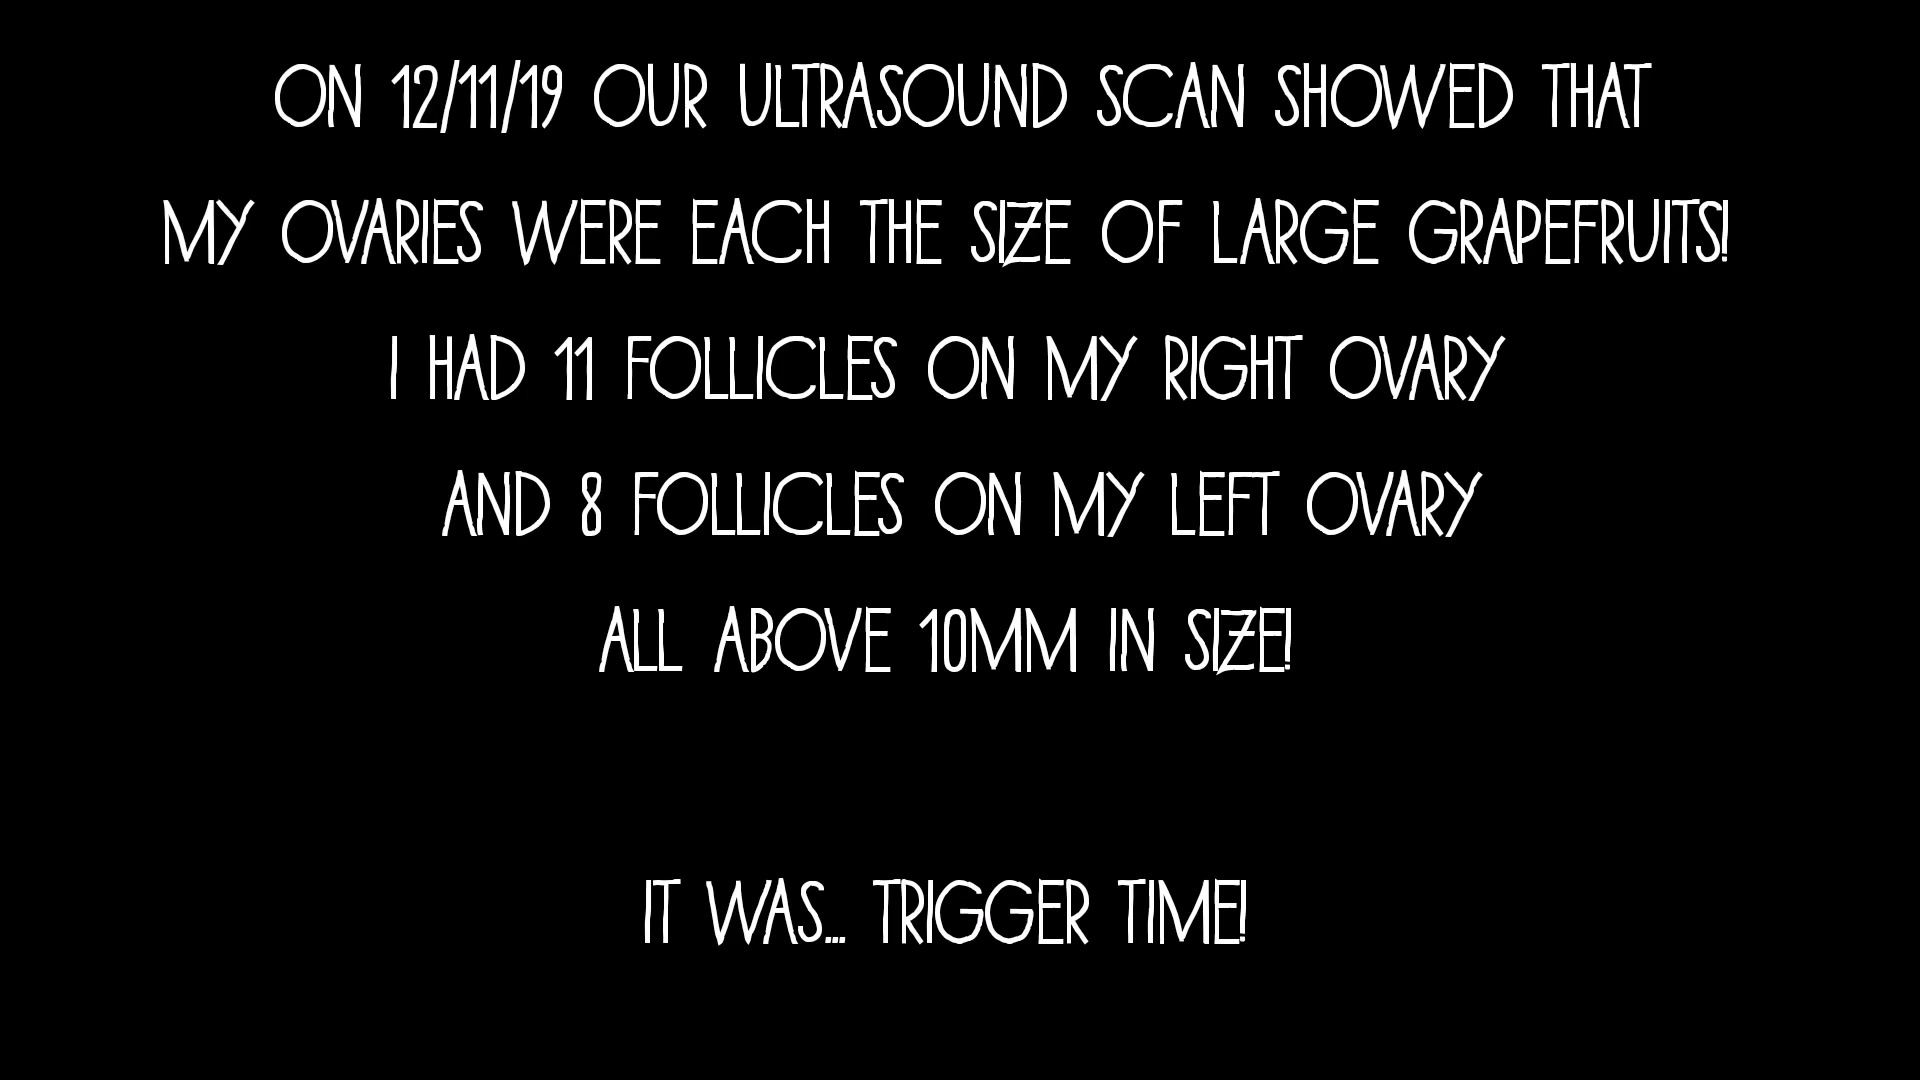 ON 12/11/19 OUR ULTRASOUND SCAN SHOWED THAT
MY OVARIES WERE EACH THE SIZE OF LARGE GRAPEFRUITS!
I HAD 11 FOLLICLES ON MY RIGHT OVARY
AND 8 FOLLICLES ON MY LEFT OVARY
ALL ABOVE 10MM IN SIZE!
IT WAS... TRIGGER TIME!